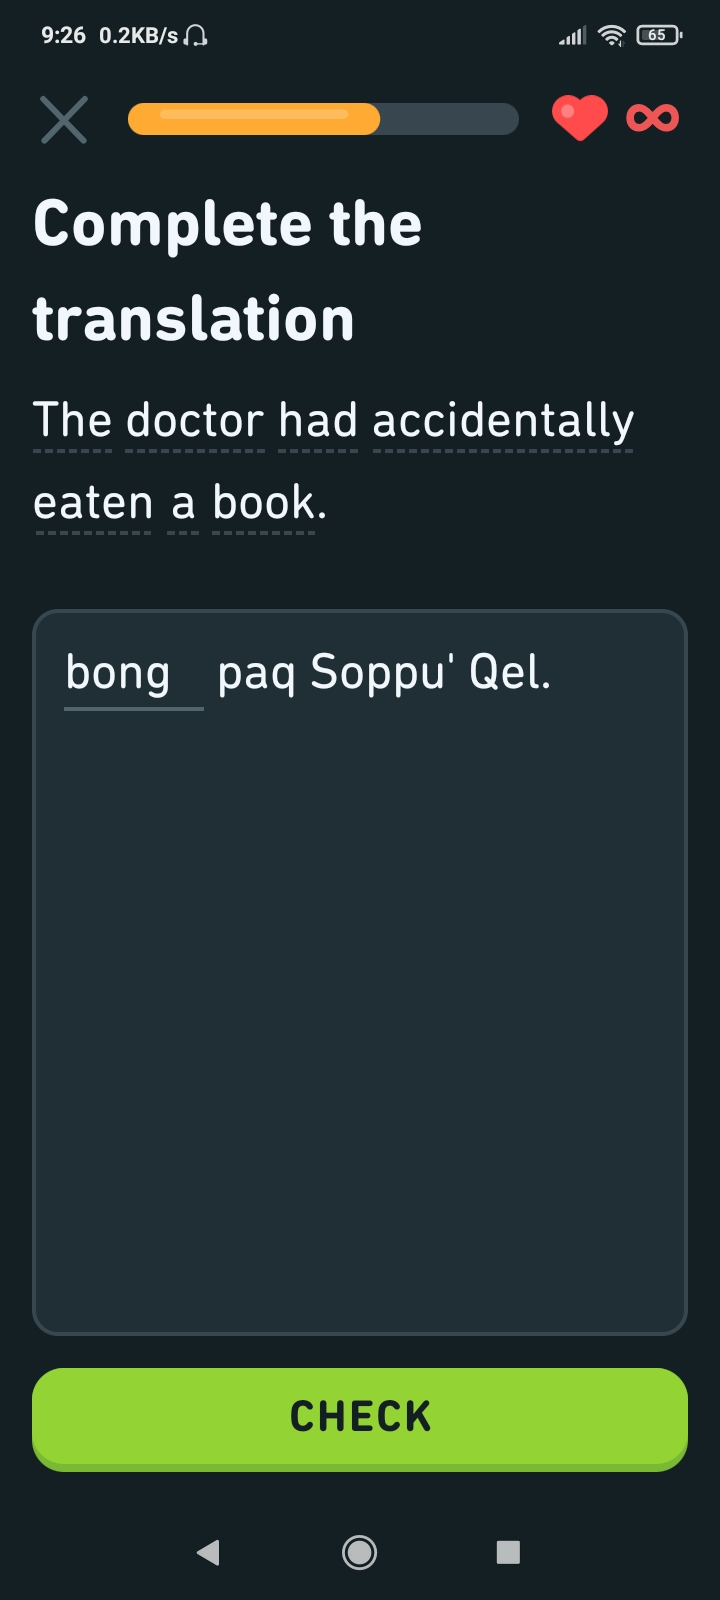 9:26 0.2KB/s 65
Complete the
translation
The doctor had accidentally
eaten a book.
bong paq Soppu' Qel.
CHECK